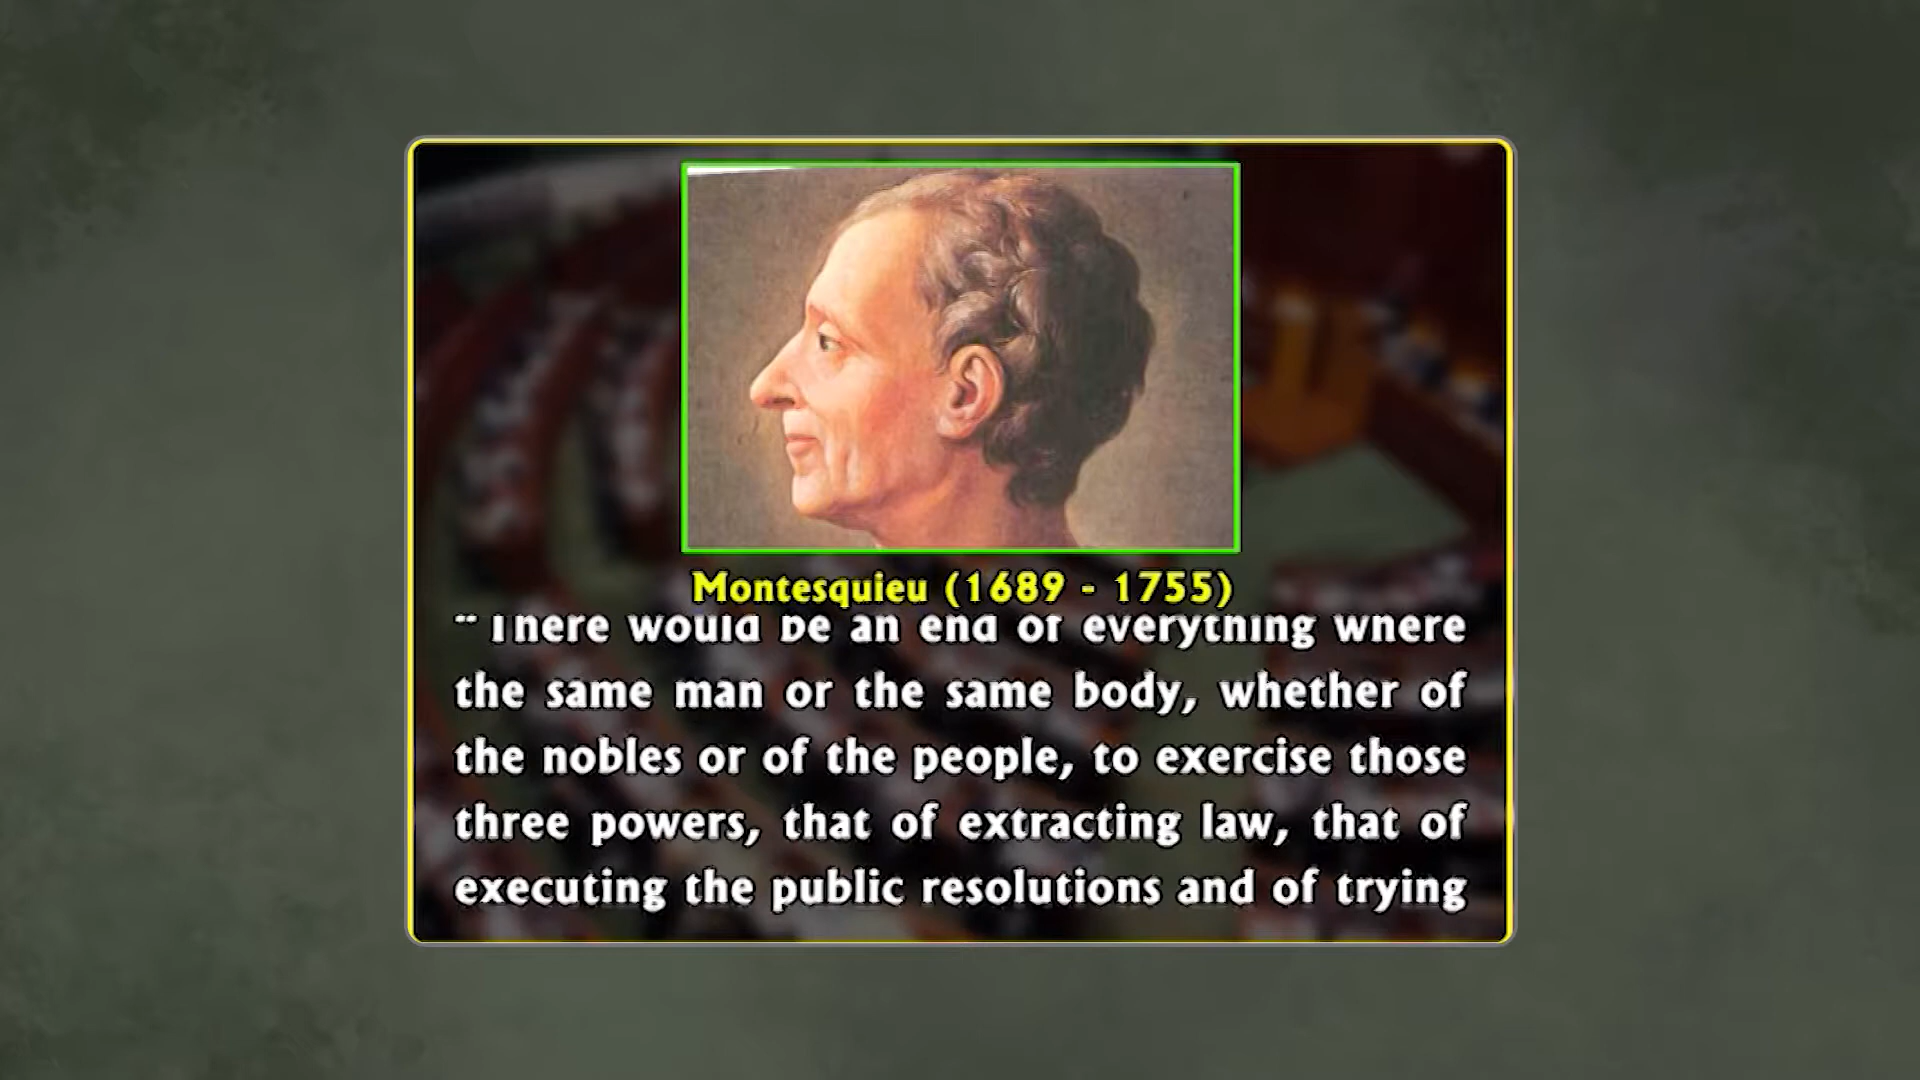 Montesquieu (1689 - 1755)
"There would be an end of everything where
the same man or the same body, whether of
the nobles or of the people, to exercise those
three powers, that of extracting law, that of
executing the public resolutions and of trying